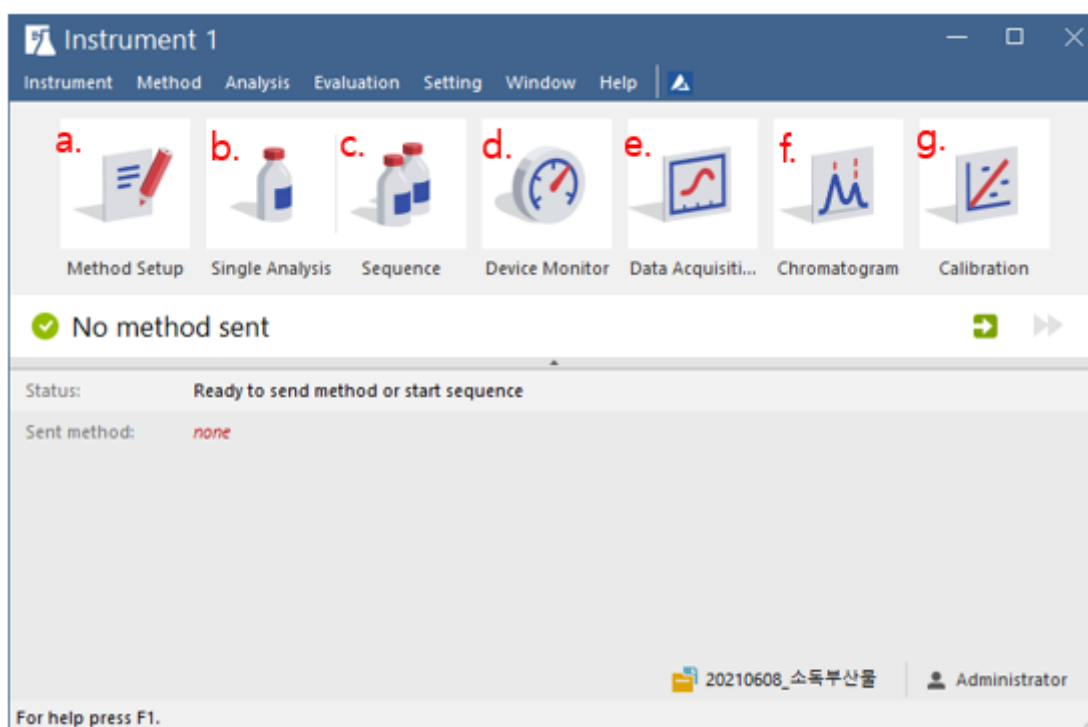 Instrument 1
Instrument Method Analysis Evaluation Setting Window Help
a. b. c. d. e. f. g.
Method Setup Single Analysis Sequence Device Monitor Data Acquisiti... Chromatogram Calibration
No method sent
Status: Ready to send method or start sequence
Sent method: none
20210608_소독부산물 Administrator
For help press F1.